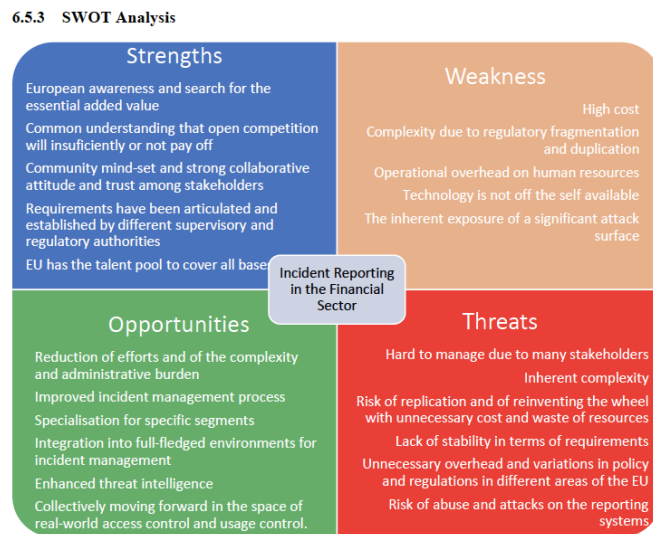 6.5.3 SWOT Analysis
Strengths
European awareness and search for the
essential added value
Common understanding that open competition
will insuficiently or not pay off
Community mind-set and strong collaborative
attitude and trust among stakeholders
Requirements have been articulated and
established by different supervisory and
regulatory authorities
EU has the talent pool to cover all base
Weakness
High cost
Complexity due to regulatory fragmentation
and duplication
Operational overhead on human resources
Technology is not off the self available
The inherent exposure of a significant attack
surface
Incident Reporting
in the Financial
Sector
Opportunities
Reduction of efforts and of the complexity
and administrative burden
Improved incident management process
Specialisation for specific segments
Integration into full-fledged environments for
incident management
Enhanced threat intelligence
Collectively moving forward in the space of
real-world access control and usage control.
Threats
Hard to manage due to many stakeholders
Inherent complexity
Risk of replication and of reinventing the wheel
with unnecessary cost and waste of resources
Lack of stability in terms of requirements
Unnecessary overhead and variations in policy
and regulations in different areas of the EU
Risk of abuse and attacks on the reporting
systems